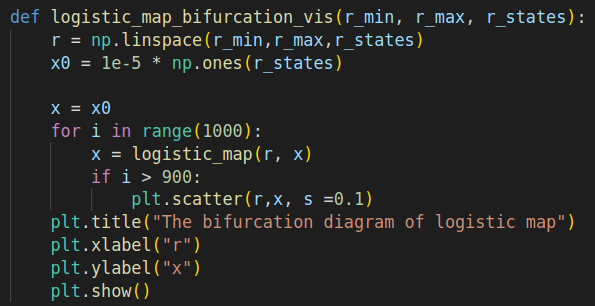 def logistic_map_bifurcation_vis(r_min, r_max, r_states):
    r = np.linspace(r_min,r_max,r_states)
    x0 = 1e-5 * np.ones(r_states)

    x = x0
    for i in range(1000):
        x = logistic_map(r, x)
        if i > 900:
            plt.scatter(r,x, s =0.1)
    plt.title("The bifurcation diagram of logistic map")
    plt.xlabel("r")
    plt.ylabel("x")
    plt.show()